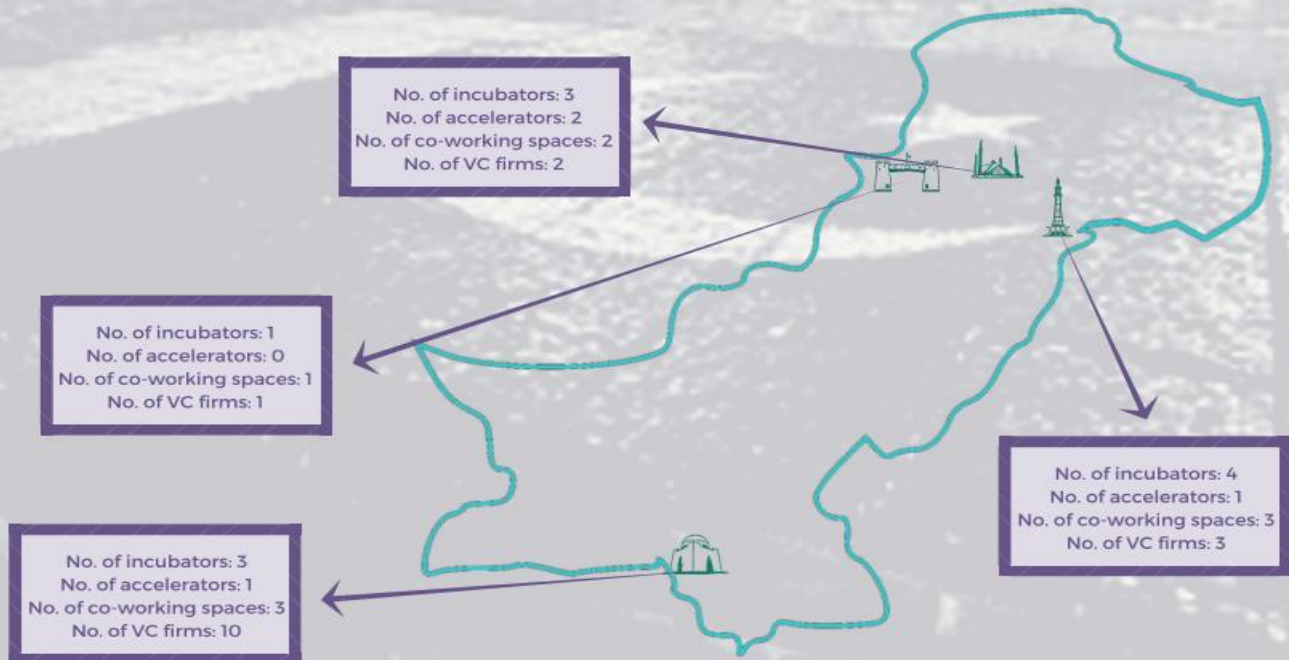 No. of incubators: 3
No. of accelerators: 2
No. of co-working spaces: 2
No. of VC firms: 2
No. of incubators: 1
No. of accelerators: 0
No. of co-working spaces: 1
No. of VC firms: 1
No. of incubators: 4
No. of accelerators: 1
No. of co-working spaces: 3
No. of VC firms: 3
No. of incubators: 3
No. of accelerators: 1
No. of co-working spaces: 3
No. of VC firms: 10